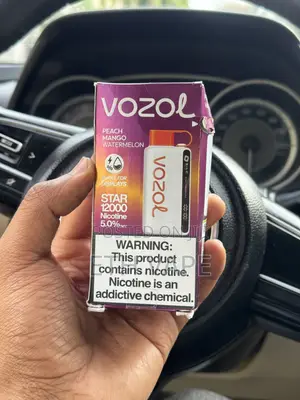 VOZOL
PEACH
MANGO
WATERMELON
DISPLAYS
STAR
12000
Nicotine
5.0%
VOZOL
WARNING:
This product
contains nicotine.
Nicotine is an
addictive chemical.